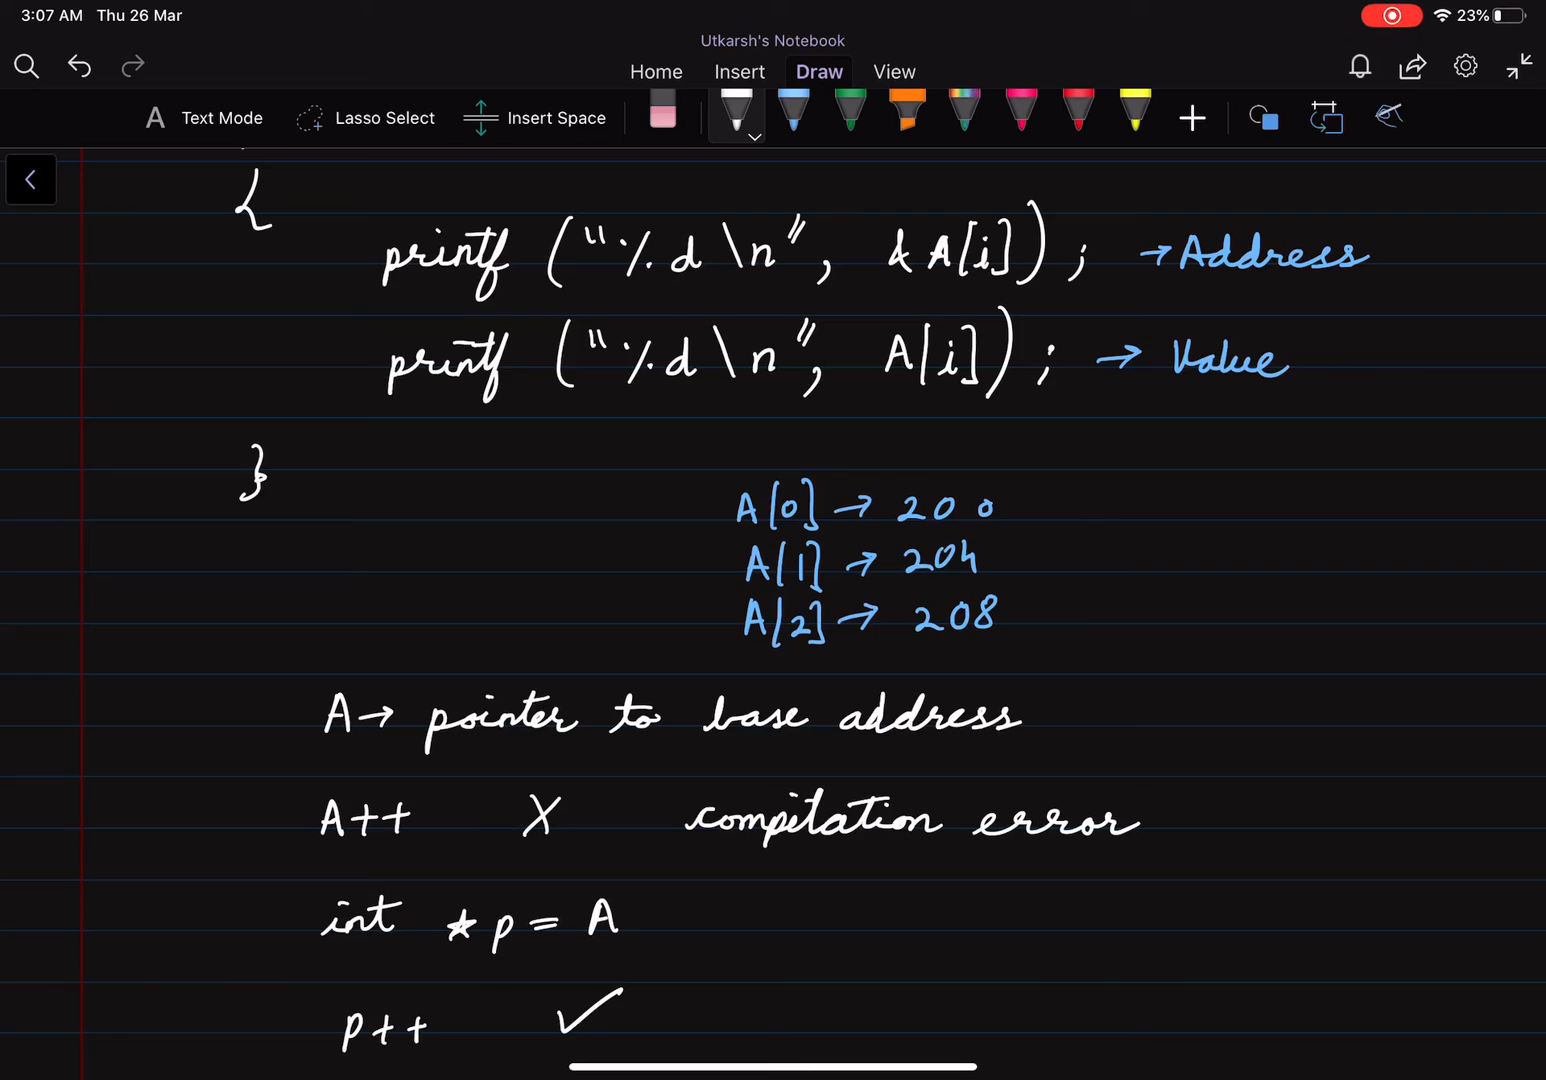 3:07 AM Thu 26 Mar 23%
Utkarsh's Notebook
Home Insert Draw View
A Text Mode Lasso Select Insert Space
{
printf ("%d \n", &A[i]); → Address
printf ("%d \n", A[i]); → Value
}
A[0] → 200
A[1] → 204
A[2] → 208
A → pointer to base address
A++ X compilation error
int *p = A
p++ ✓